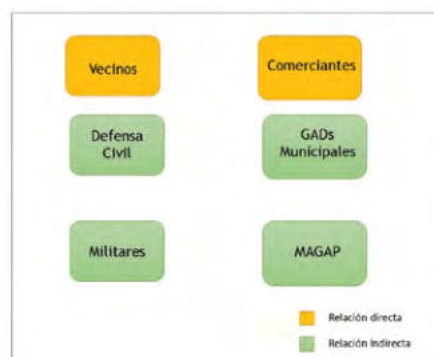 Vecinos
Comerciantes
Defensa
Civil
GADs
Municipales
Militares
MAGAP
Relación directa
Relación Indirecta